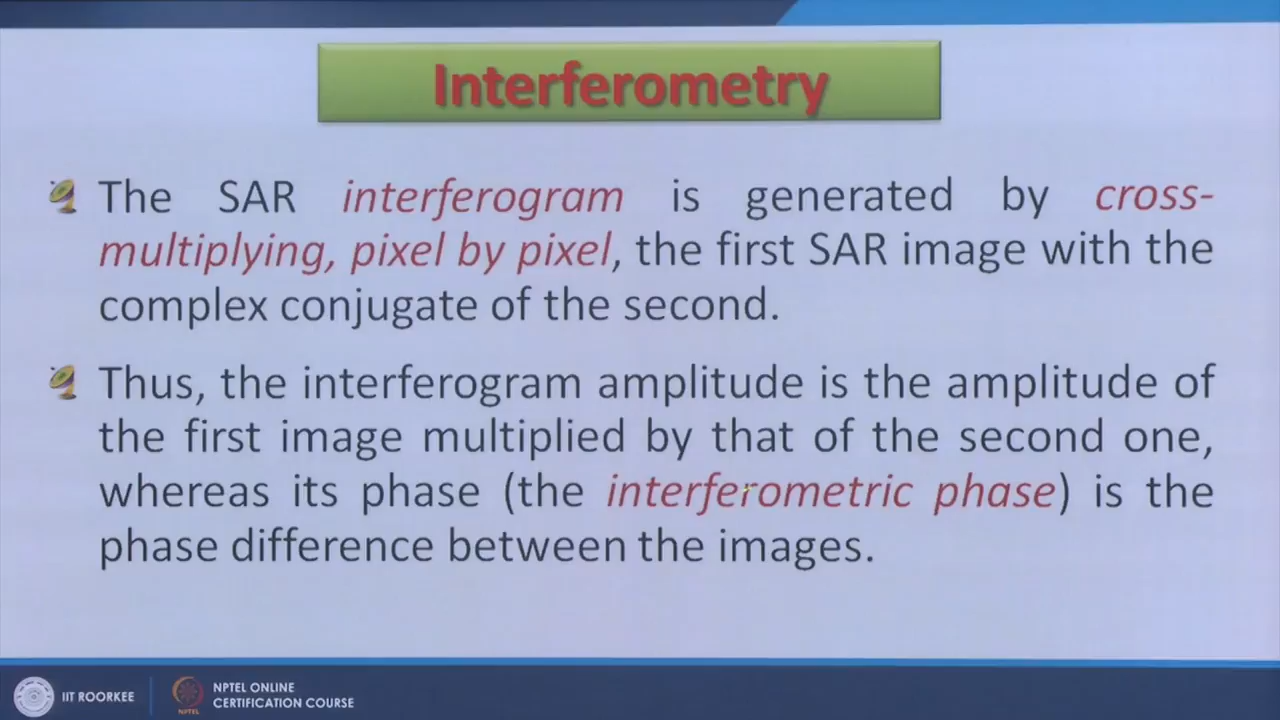 Interferometry
The SAR interferogram is generated by cross-
multiplying, pixel by pixel, the first SAR image with the
complex conjugate of the second.
Thus, the interferogram amplitude is the amplitude of
the first image multiplied by that of the second one,
whereas its phase (the interferometric phase) is the
phase difference between the images.
IIT ROORKEE
NPTEL
NPTEL ONLINE
CERTIFICATION COURSE